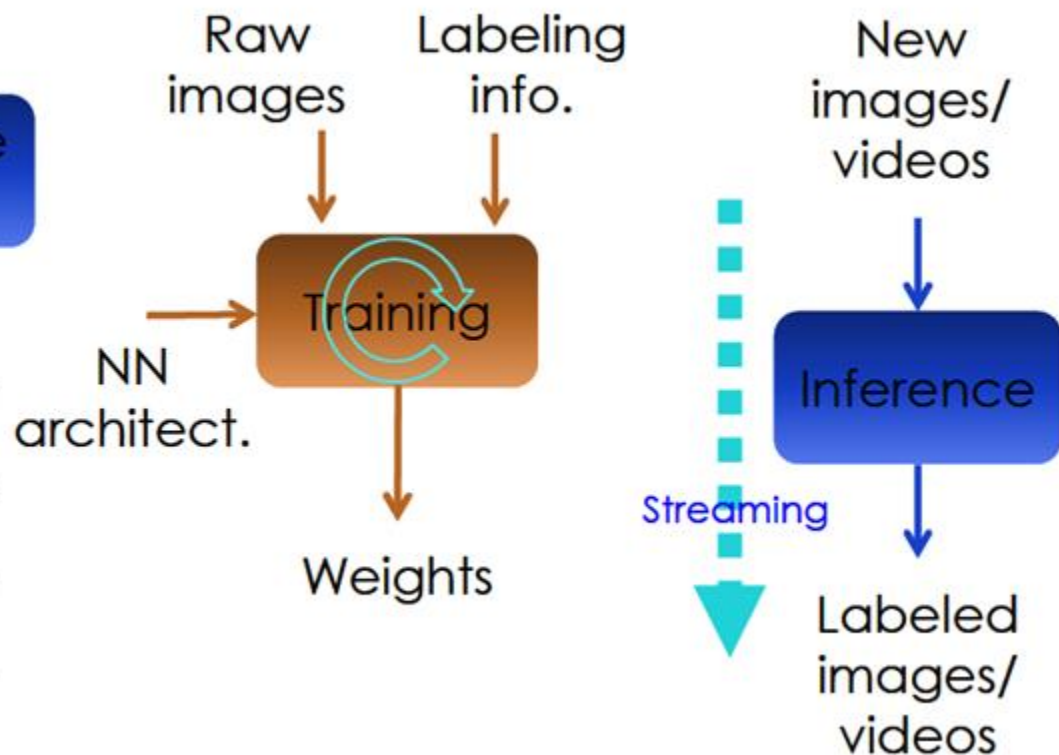 Raw
images
Labeling
info.
Training
NN
architect.
Weights
New
images/
videos
Inference
Streaming
Labeled
images/
videos